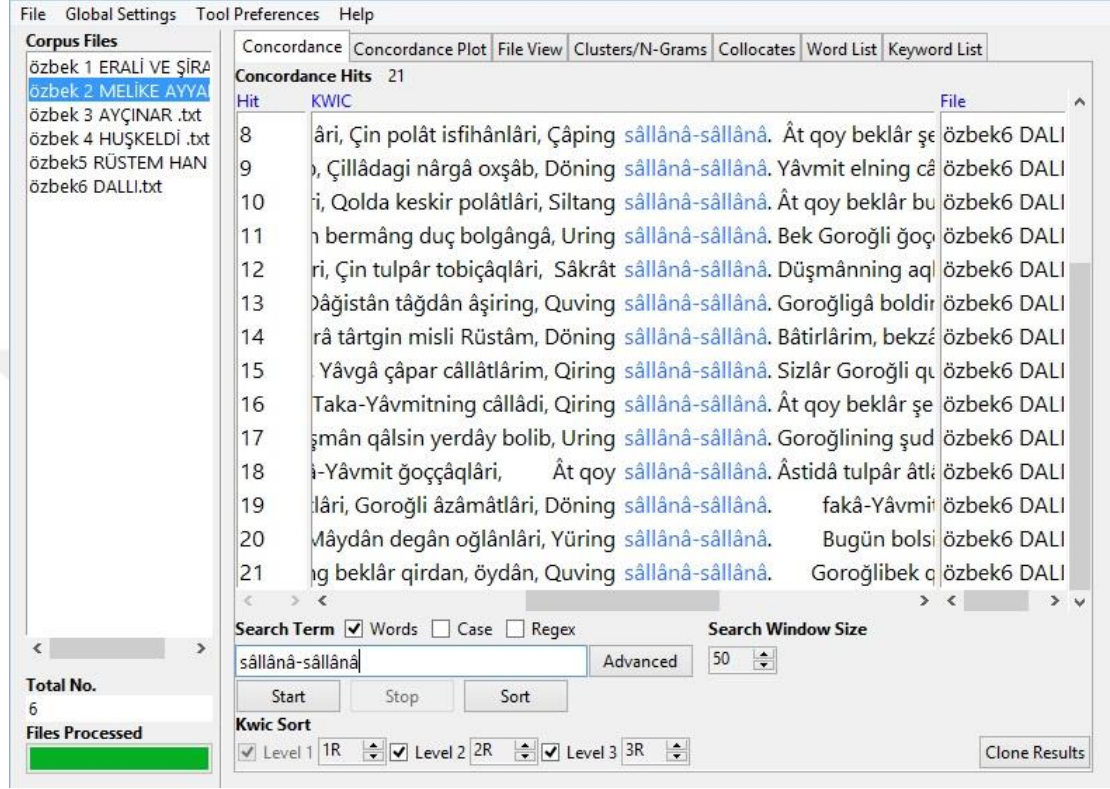 File Global Settings Tool Preferences Help
Corpus Files
özbek 1 ERALİ VE ŞİRA
özbek 2 MELİKE AYYA
özbek 3 AYÇINAR .txt
özbek 4 HUŞKELDİ .txt
özbek5 RÜSTEM HAN
özbek6 DALLI.txt
Total No.
6
Files Processed
Concordance Concordance Plot File View Clusters/N-Grams Collocates Word List Keyword List
Concordance Hits 21
Hit KWIC File
8 âri, Çin polât isfihânlâri, Çâping sâllânâ-sâllânâ. Ât qoy beklâr şe özbek6 DALI
9 , Çillâdagi nârgâ oxşâb, Döning sâllânâ-sâllânâ. Yâvmit elning câ özbek6 DALI
10 i, Qolda keskir polâtlâri, Siltang sâllânâ-sâllânâ. Ât qoy beklâr bu özbek6 DALI
11 bermâng duç bolgângâ, Uring sâllânâ-sâllânâ. Bek Goroğli ğoç özbek6 DALI
12 ri, Çin tulpâr tobiçâqlâri, Sâkrât sâllânâ-sâllânâ. Düşmânning aql özbek6 DALI
13 Dâğistân tâğdân âşiring, Quving sâllânâ-sâllânâ. Goroğligâ boldir özbek6 DALI
14 râ târtgin misli Rüstâm, Döning sâllânâ-sâllânâ. Bâtirlârim, bekzâ özbek6 DALI
15 . Yâvgâ çâpar câllâtlârim, Qiring sâllânâ-sâllânâ. Sizlâr Goroğli qu özbek6 DALI
16 Taka-Yâvmitning câllâdi, Qiring sâllânâ-sâllânâ. Ât qoy beklâr şe özbek6 DALI
17 şmân qâlsin yerdây bolib, Uring sâllânâ-sâllânâ. Goroğlining şud özbek6 DALI
18 â-Yâvmit ğoççâqlâri, Ât qoy sâllânâ-sâllânâ. Âstidâ tulpâr âtlâ özbek6 DALI
19 lâri, Goroğli âzâmâtlâri, Döning sâllânâ-sâllânâ. fakâ-Yâvmit özbek6 DALI
20 Mâydân degân oğlânlâri, Yüring sâllânâ-sâllânâ. Bugün bolsi özbek6 DALI
21 ng beklâr qirdan, öydân, Quving sâllânâ-sâllânâ. Goroğlibek q özbek6 DALI
Search Term Words Case Regex Search Window Size
sâllânâ-sâllânâ Advanced 50
Start Stop Sort
Kwic Sort
Level 1 1R Level 2 2R Level 3 3R Clone Results